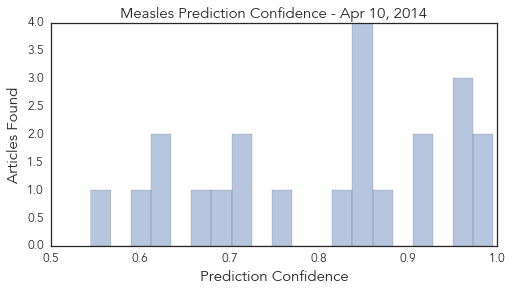 Measles Prediction Confidence - Apr 10, 2014
4.0
3.5
3.0
2.5
2.0
1.5
1.0
0.5
0.0
Articles Found
0.5 0.6 0.7 0.8 0.9 1.0
Prediction Confidence